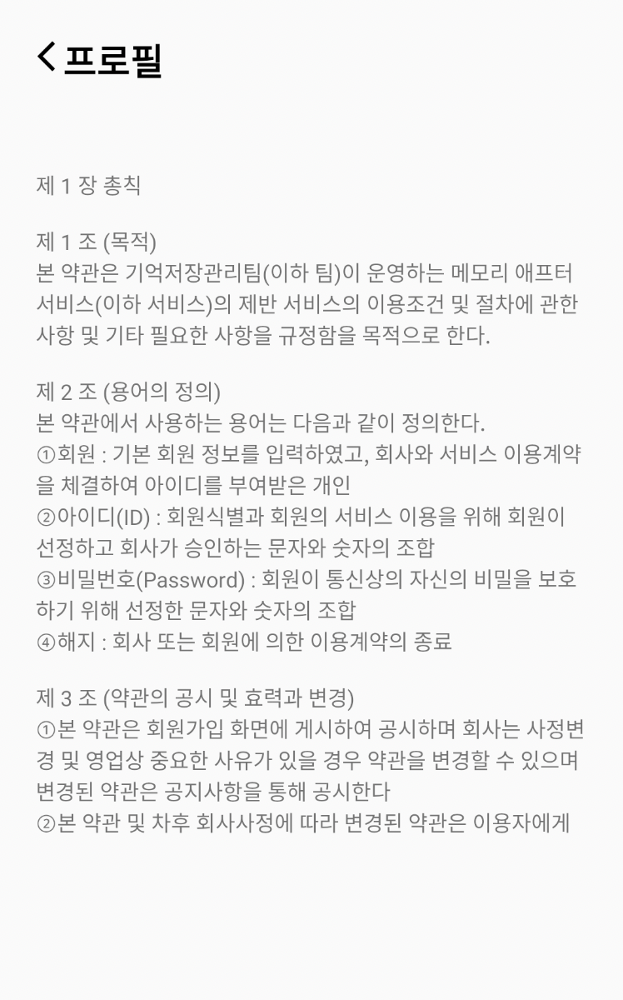 프로필
제 1 장 총칙
제 1 조 (목적)
본 약관은 기억저장관리팀(이하 팀)이 운영하는 메모리 애프터
서비스(이하 서비스)의 제반 서비스의 이용조건 및 절차에 관한
사항 및 기타 필요한 사항을 규정함을 목적으로 한다.
제 2 조 (용어의 정의)
본 약관에서 사용하는 용어는 다음과 같이 정의한다.
①회원 : 기본 회원 정보를 입력하였고, 회사와 서비스 이용계약
을 체결하여 아이디를 부여받은 개인
②아이디(ID) : 회원식별과 회원의 서비스 이용을 위해 회원이
선정하고 회사가 승인하는 문자와 숫자의 조합
③비밀번호(Password) : 회원이 통신상의 자신의 비밀을 보호
하기 위해 선정한 문자와 숫자의 조합
④해지 : 회사 또는 회원에 의한 이용계약의 종료
제 3 조 (약관의 공시 및 효력과 변경)
①본 약관은 회원가입 화면에 게시하여 공시하며 회사는 사정변
경 및 영업상 중요한 사유가 있을 경우 약관을 변경할 수 있으며
변경된 약관은 공지사항을 통해 공시한다
②본 약관 및 차후 회사사정에 따라 변경된 약관은 이용자에게